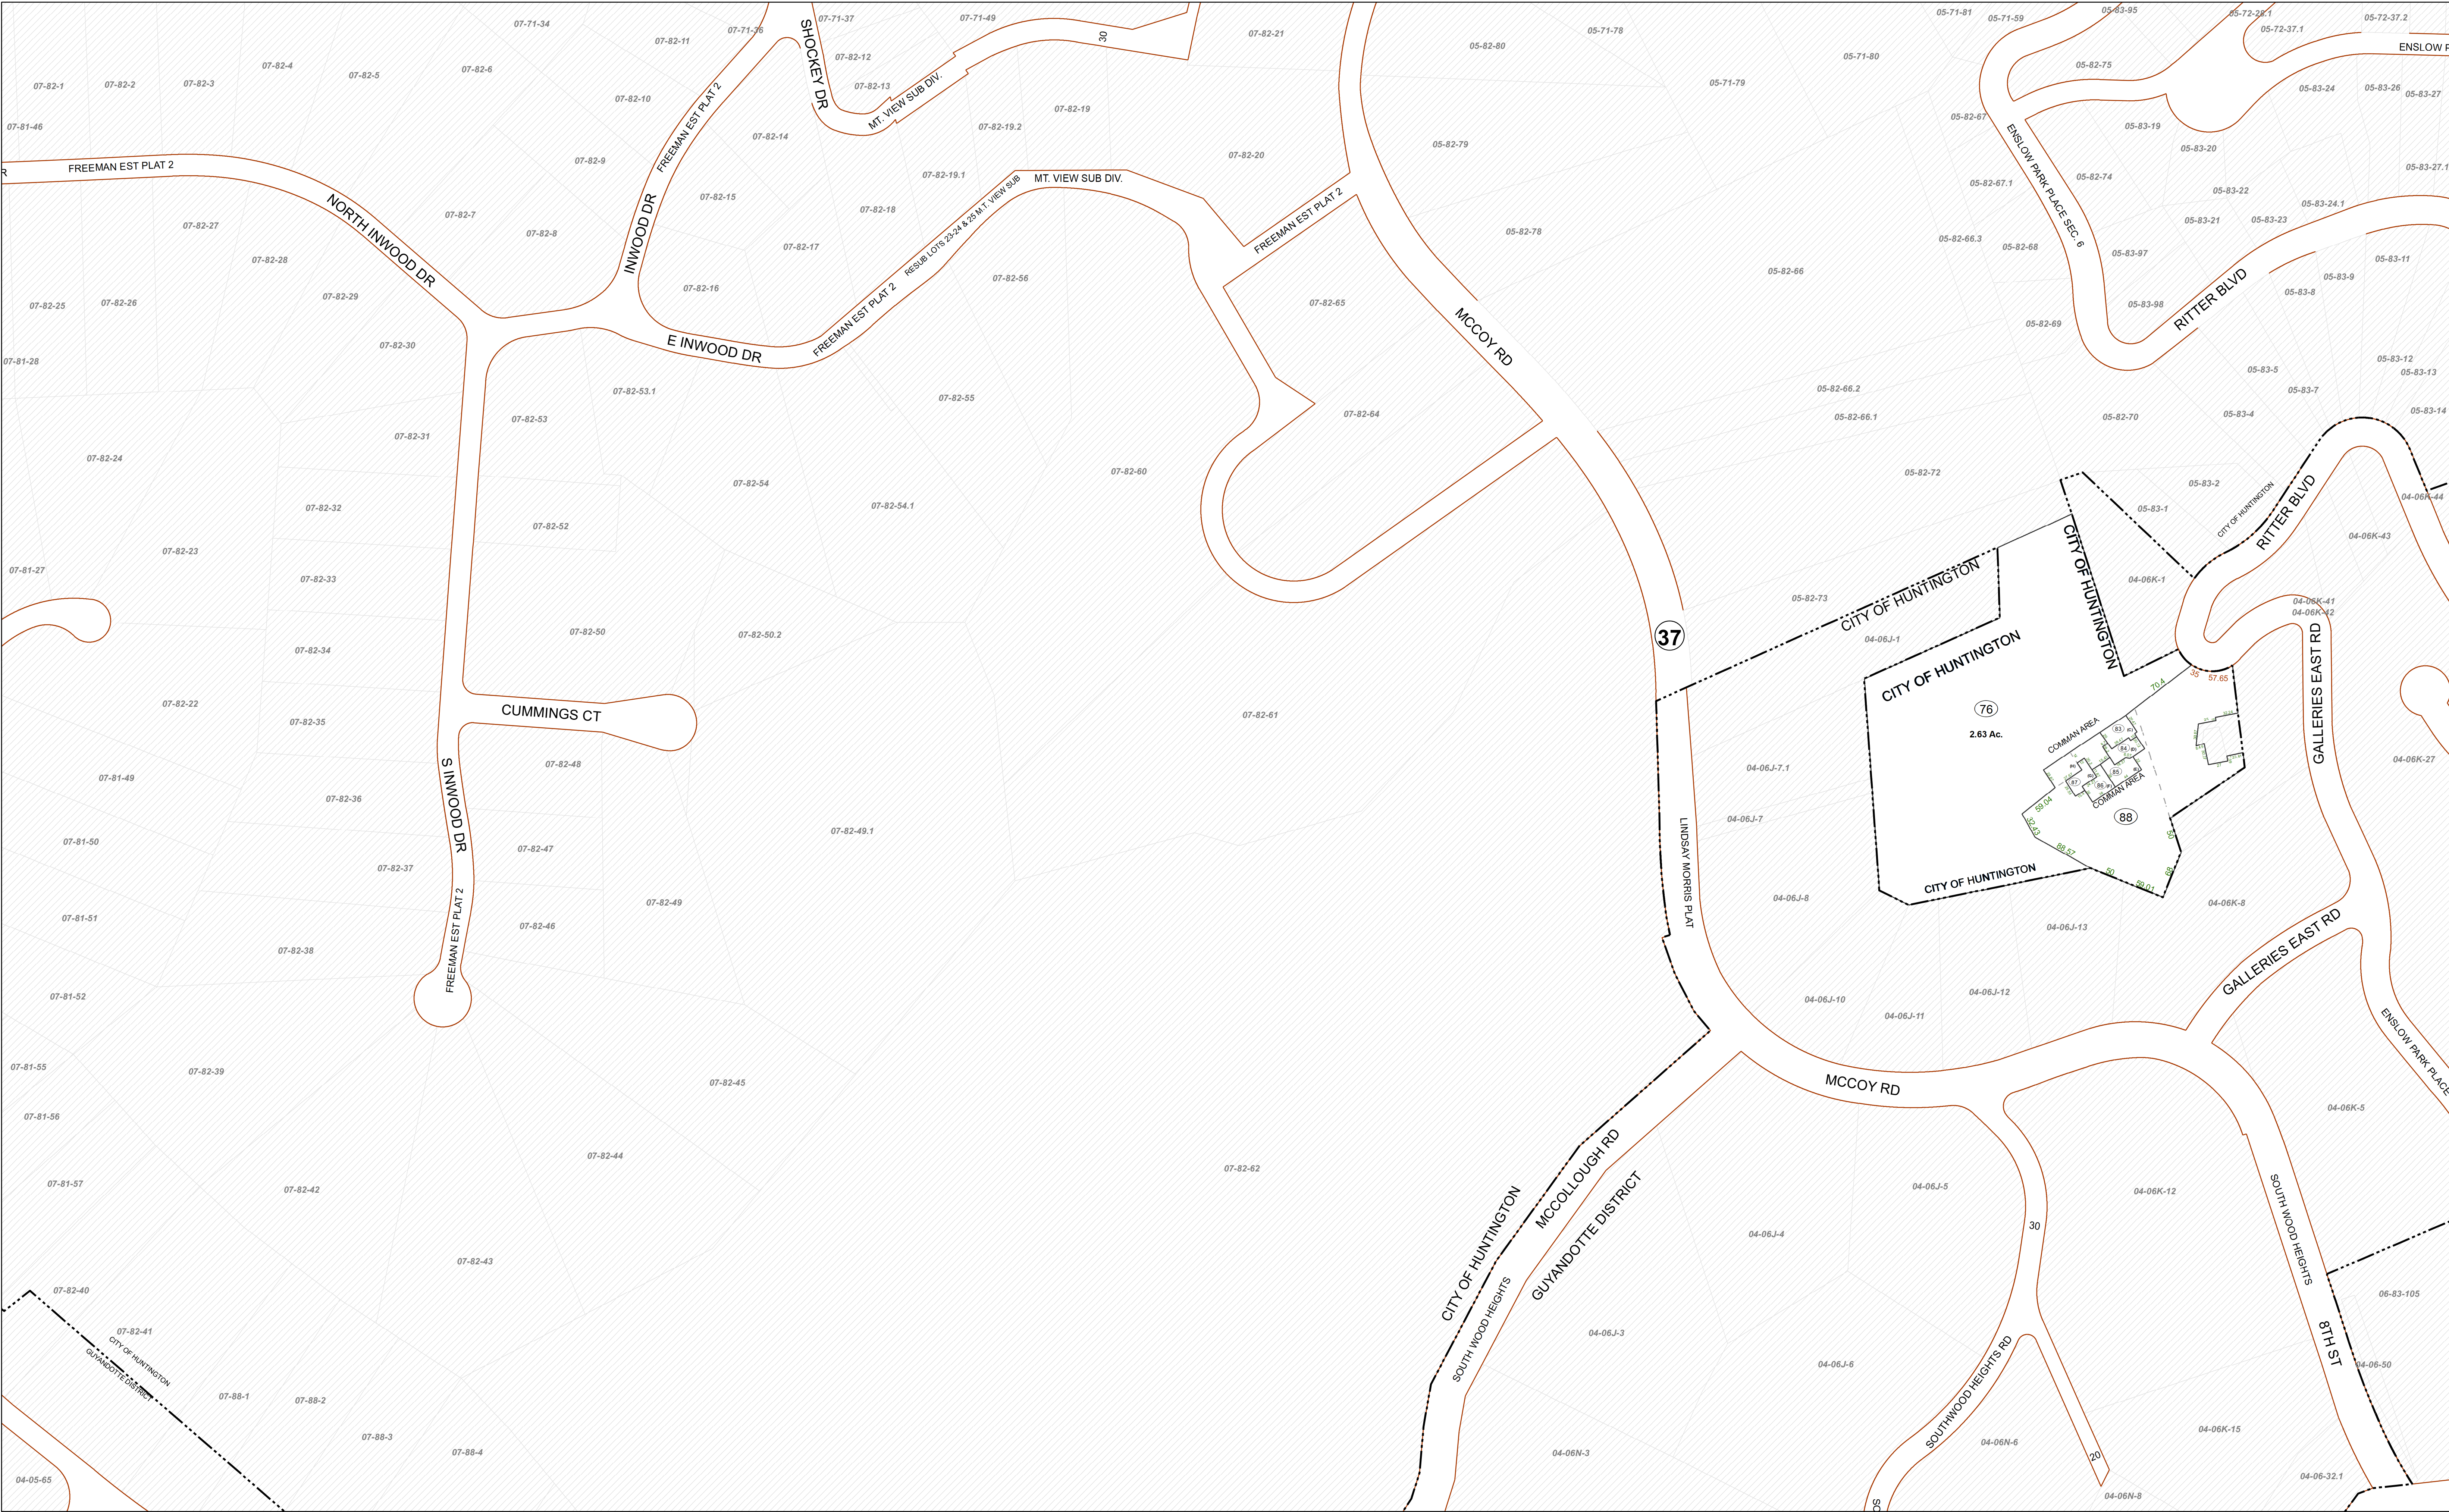 07-71-34
07-71-36
07-71-37
07-71-49
07-82-21
05-82-80
05-71-78
05-71-81
05-71-59
05-83-95
05-72-28.1
05-72-37.1
05-72-37.2
ENSLOW P
07-82-1
07-82-2
07-82-3
07-82-4
07-82-5
07-82-6
07-82-11
07-82-10
SHOCKEY DR
07-82-12
07-82-13
MT. VIEW SUB DIV.
30
07-82-19
07-82-19.2
05-71-79
05-71-80
05-82-75
05-83-24
05-83-26
05-83-27
07-81-46
FREEMAN EST PLAT 2
R
FREEMAN EST PLAT 2
07-82-9
07-82-14
07-82-20
05-82-79
05-82-67
05-83-19
05-83-20
05-83-27.1
07-82-19.1
MT. VIEW SUB DIV.
RESUB LOTS 23-24 & 25 M.T. VIEW SUB
FREEMAN EST PLAT 2
ENSLOW PARK PLACE SEC. 6
05-82-67.1
05-82-74
05-83-22
05-83-24.1
NORTH INWOOD DR
07-82-7
07-82-8
INWOOD DR
07-82-15
07-82-17
07-82-18
05-82-78
05-82-66.3
05-82-68
05-83-21
05-83-23
07-82-27
07-82-28
07-82-29
07-82-16
07-82-56
FREEMAN EST PLAT 2
05-82-66
05-83-97
05-83-98
RITTER BLVD
05-83-8
05-83-9
05-83-11
07-82-25
07-82-26
07-82-30
E INWOOD DR
07-82-65
MCCOY RD
05-82-69
07-81-28
07-82-53.1
07-82-55
05-82-66.2
05-83-5
05-83-7
05-83-12
05-83-13
07-82-53
07-82-31
07-82-64
05-82-66.1
05-82-70
05-83-4
05-83-14
07-82-24
07-82-54
07-82-60
05-82-72
05-83-2
04-06K-44
07-82-32
07-82-52
07-82-54.1
05-83-1
CITY OF HUNTINGTON
RITTER BLVD
04-06K-43
07-82-23
07-81-27
07-82-33
CITY OF HUNTINGTON
CITY OF HUNTINGTON
04-06K-1
04-06K-41
04-06K-42
07-82-50
07-82-50.2
37
05-82-73
04-06J-1
CITY OF HUNTINGTON
GALLERIES EAST RD
07-82-34
07-82-22
07-82-35
CUMMINGS CT
07-82-61
76
2.63 Ac.
70.4
35
57.65
COMMAN AREA
83
84
85
86
87
COMMAN AREA
59.04
88
32.43
88.57
50
59.01
68
50
07-81-49
07-82-36
07-82-48
S INWOOD DR
04-06J-7.1
04-06K-27
07-81-50
07-82-37
07-82-47
07-82-49.1
LINDSAY MORRIS PLAT
04-06J-7
CITY OF HUNTINGTON
07-81-51
07-82-38
FREEMAN EST PLAT 2
07-82-46
07-82-49
04-06J-8
04-06J-13
04-06K-8
GALLERIES EAST RD
07-81-52
04-06J-10
04-06J-11
04-06J-12
ENSLOW PARK PLACE
07-81-55
07-82-39
07-82-45
MCCOY RD
07-81-56
04-06K-5
07-81-57
07-82-42
07-82-44
07-82-62
CITY OF HUNTINGTON
MCCOLLOUGH RD
GUYANDOTTE DISTRICT
SOUTH WOOD HEIGHTS
04-06J-5
04-06K-12
SOUTH WOOD HEIGHTS
07-82-43
04-06J-4
30
07-82-40
06-83-105
07-82-41
CITY OF HUNTINGTON
GUYANDOTTE DISTRICT
04-06J-3
04-06J-6
SOUTHWOOD HEIGHTS RD
8TH ST
04-06-50
07-88-1
07-88-2
07-88-3
07-88-4
04-06N-3
04-06N-6
04-06K-15
04-05-65
20
04-06-32.1
04-06N-8
SO